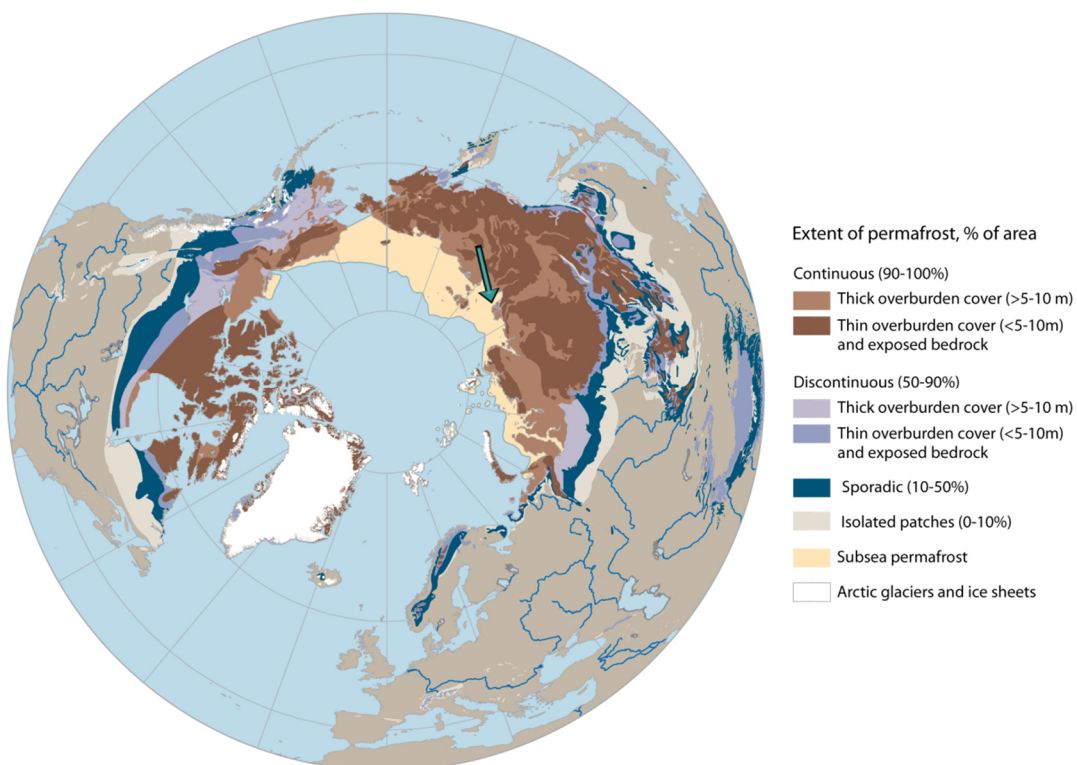 Extent of permafrost, % of area
Continuous (90-100%)
Thick overburden cover (>5-10 m)
Thin overburden cover (<5-10m)
and exposed bedrock
Discontinuous (50-90%)
Thick overburden cover (>5-10 m)
Thin overburden cover (<5-10m)
and exposed bedrock
Sporadic (10-50%)
Isolated patches (0-10%)
Subsea permafrost
Arctic glaciers and ice sheets